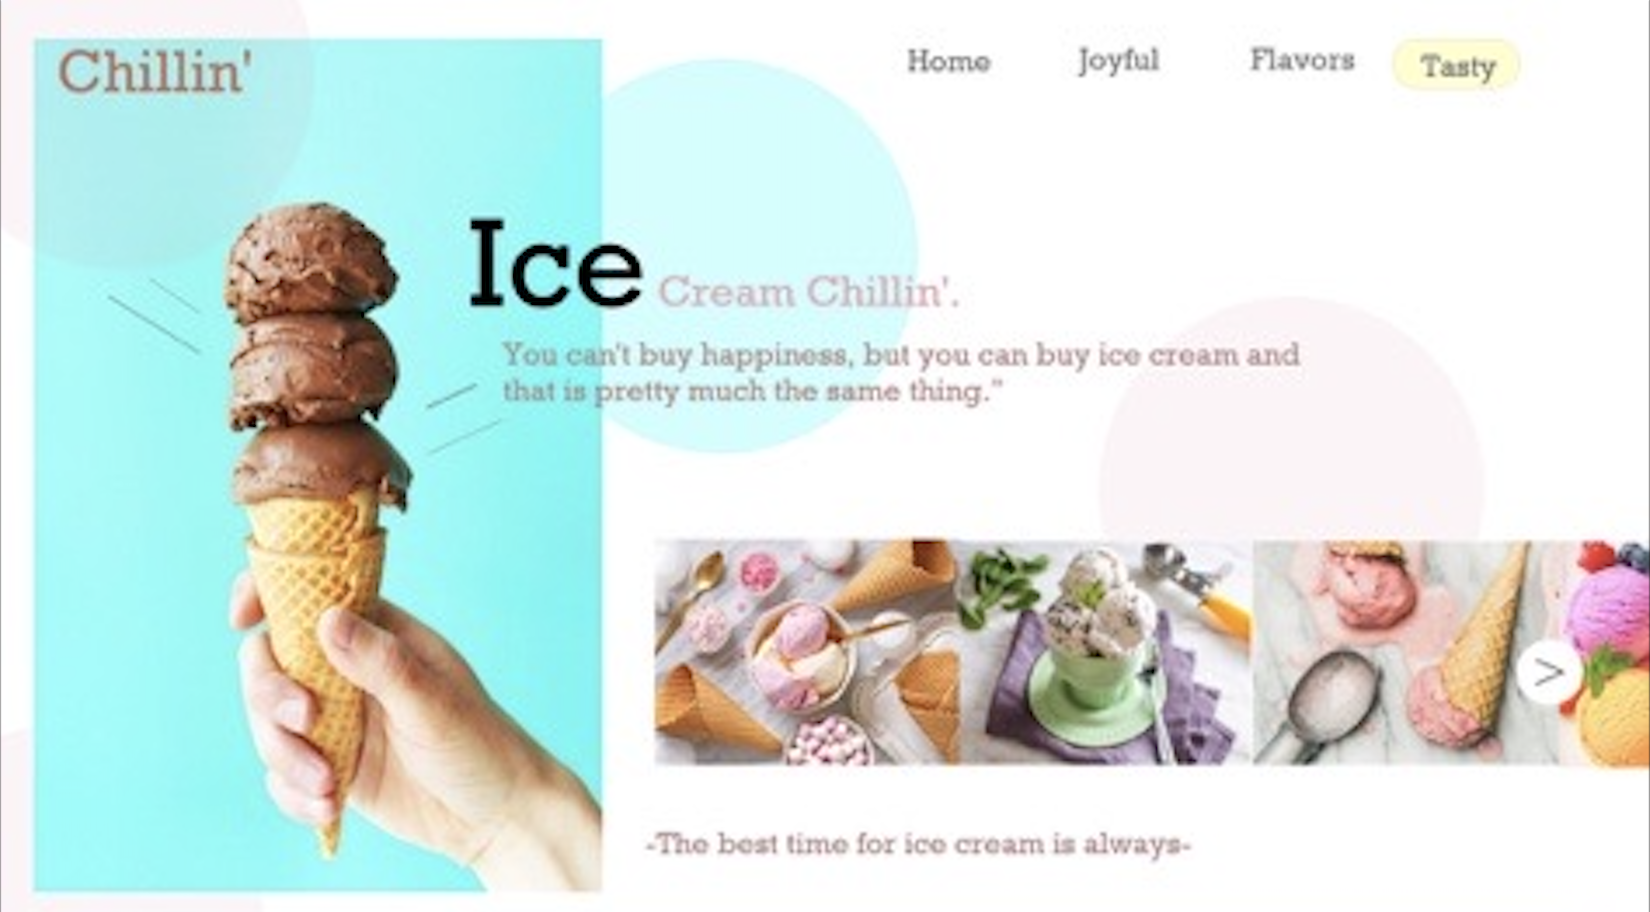 Chillin'
Home
Joyful
Flavors
Tasty
Ice Cream Chillin'.
You can't buy happiness, but you can buy ice cream and
that is pretty much the same thing."
>
-The best time for ice cream is always-